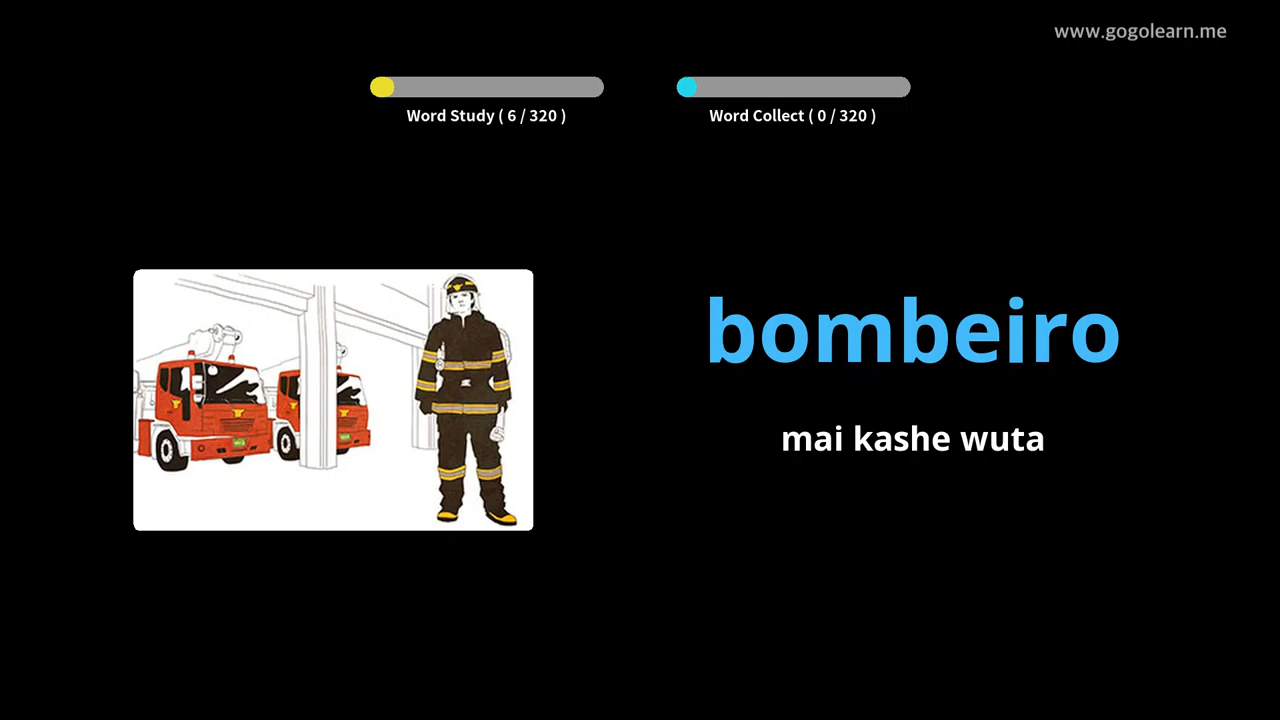 www.gogolearn.me
Word Study ( 6 / 320 )
Word Collect ( 0 / 320 )
bombeiro
mai kashe wuta